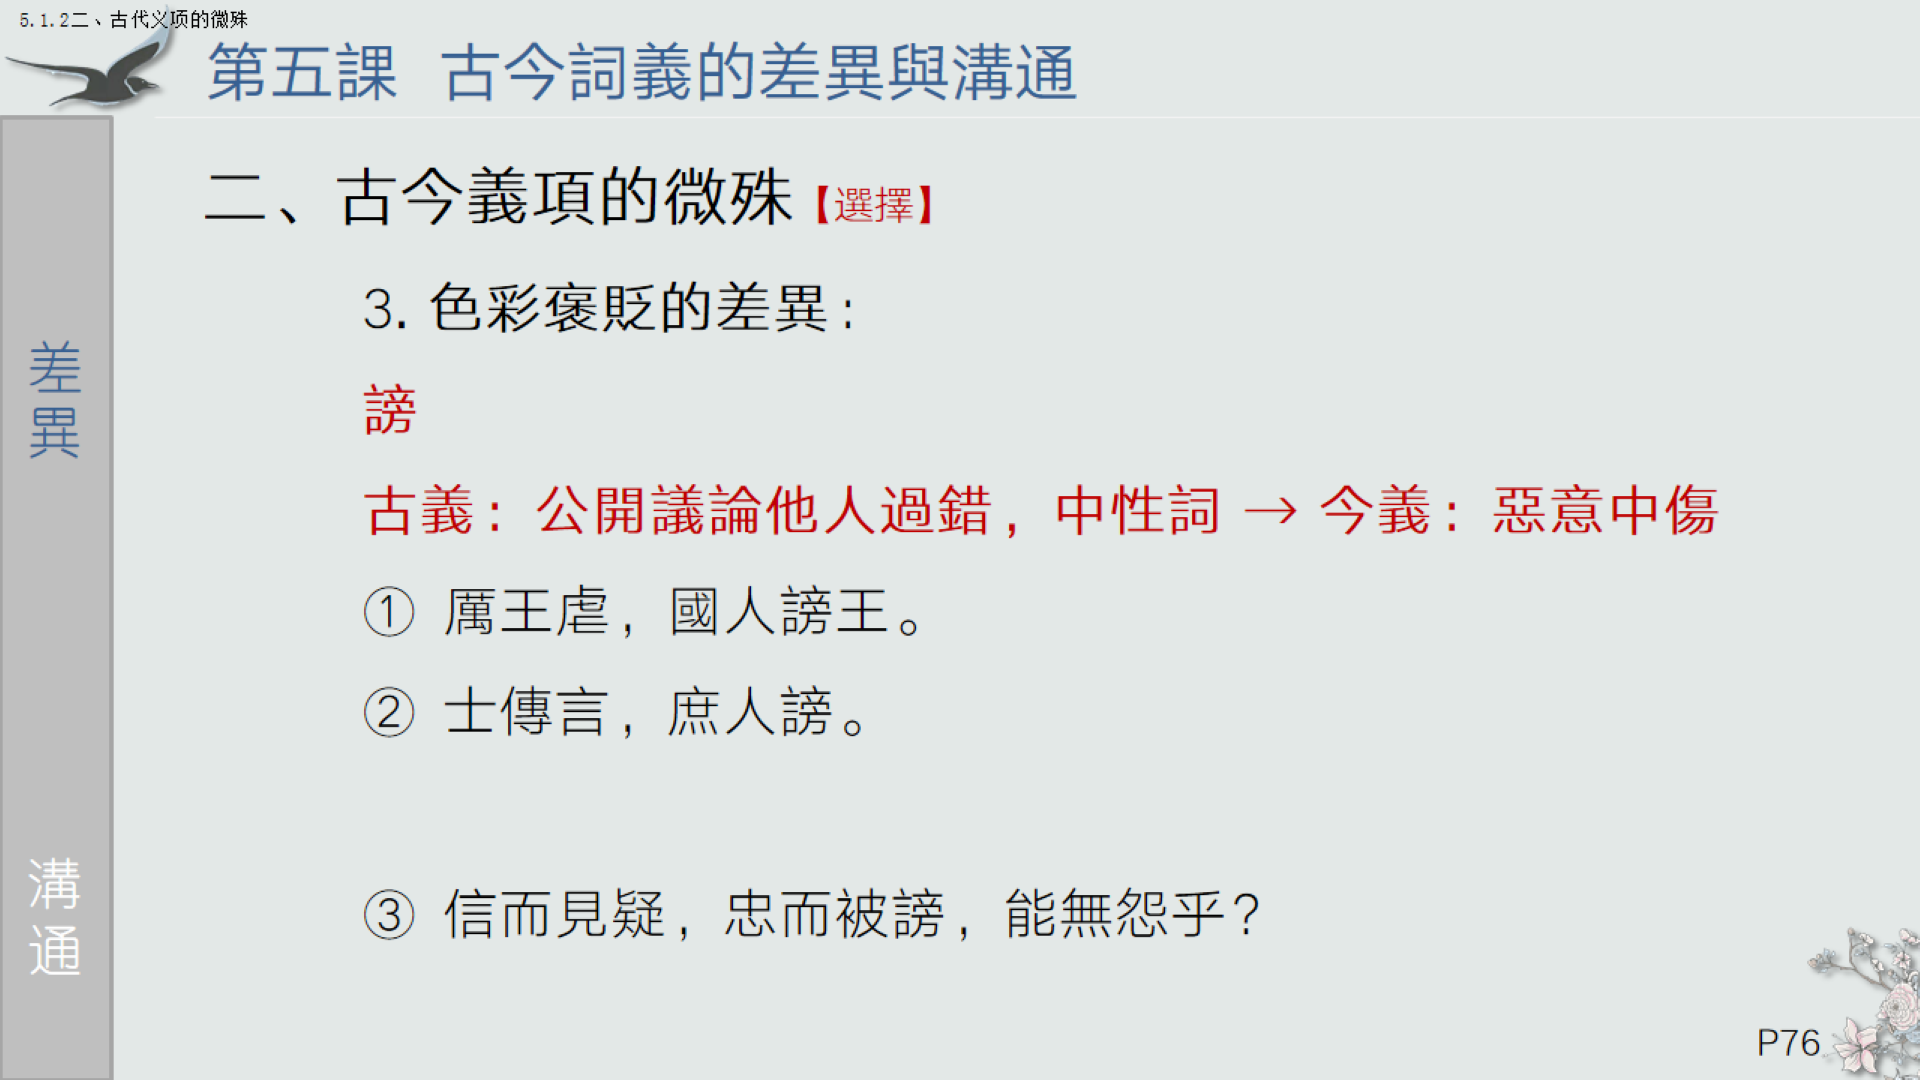 5.1.2二、古代义项的微殊
第五課 古今詞義的差異與溝通
二、古今義項的微殊【選擇】
3. 色彩褒貶的差異:
謗
古義: 公開議論他人過錯, 中性詞 → 今義: 惡意中傷
① 厲王虐, 國人謗王。
② 士傳言, 庶人謗。
③ 信而見疑, 忠而被謗, 能無怨乎?
差異
溝通
P76